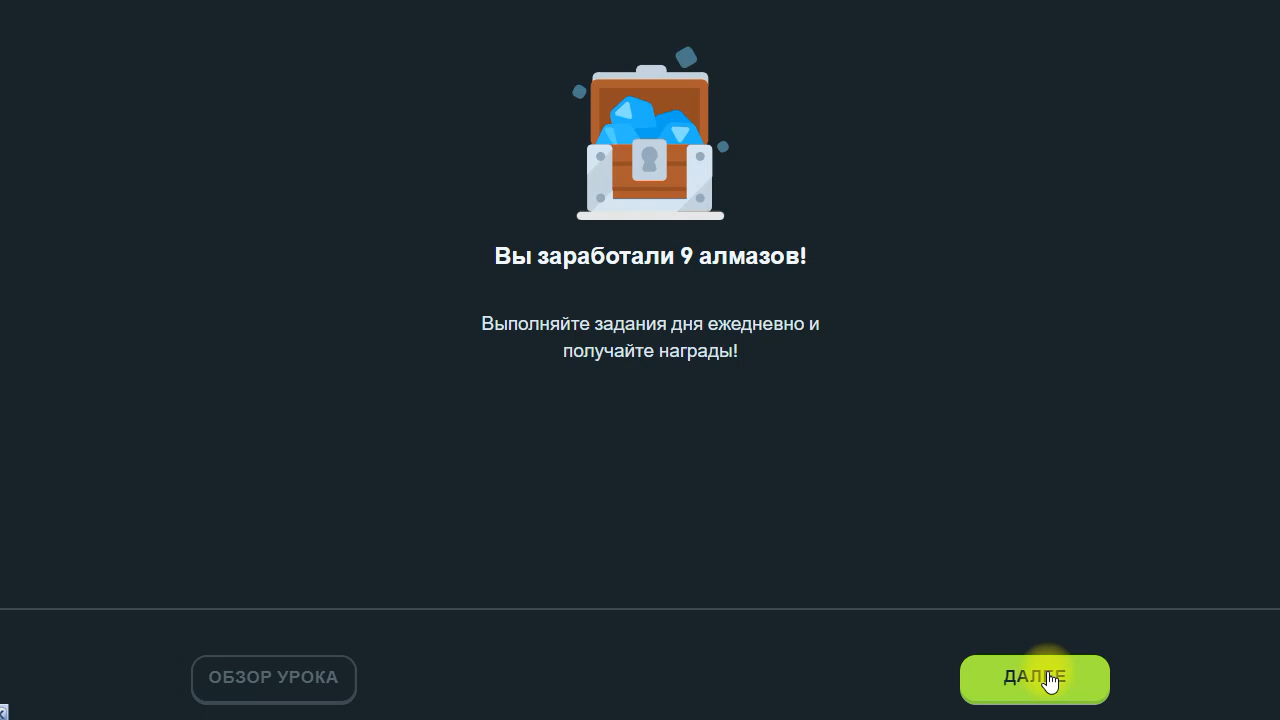 Вы заработали 9 алмазов!
Выполняйте задания дня ежедневно и
получайте награды!
ОБЗОР УРОКА
ДАЛЕЕ